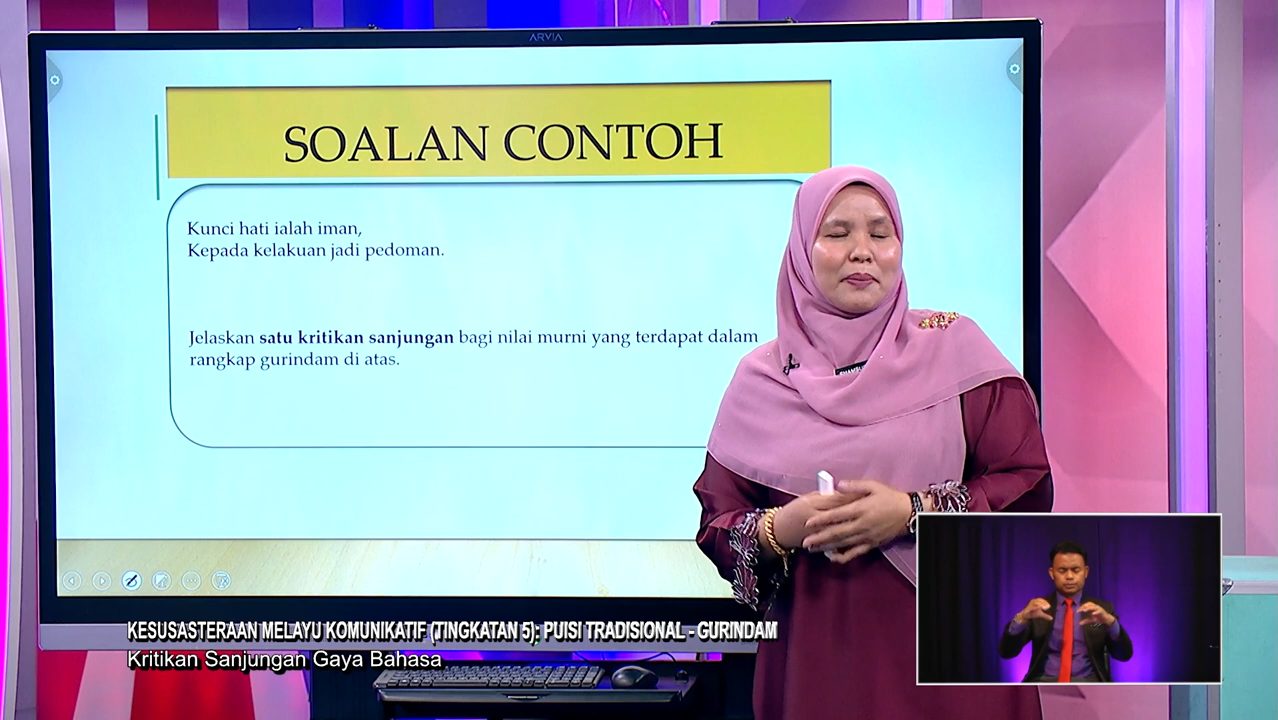 ARVIA
SOALAN CONTOH
Kunci hati ialah iman,
Kepada kelakuan jadi pedoman.
Jelaskan satu kritikan sanjungan bagi nilai murni yang terdapat dalam
rangkap gurindam di atas.
KESUSASTERAAN MELAYU KOMUNIKATIF (TINGKATAN 5): PUISI TRADISIONAL - GURINDAM
Kritikan Sanjungan Gaya Bahasa